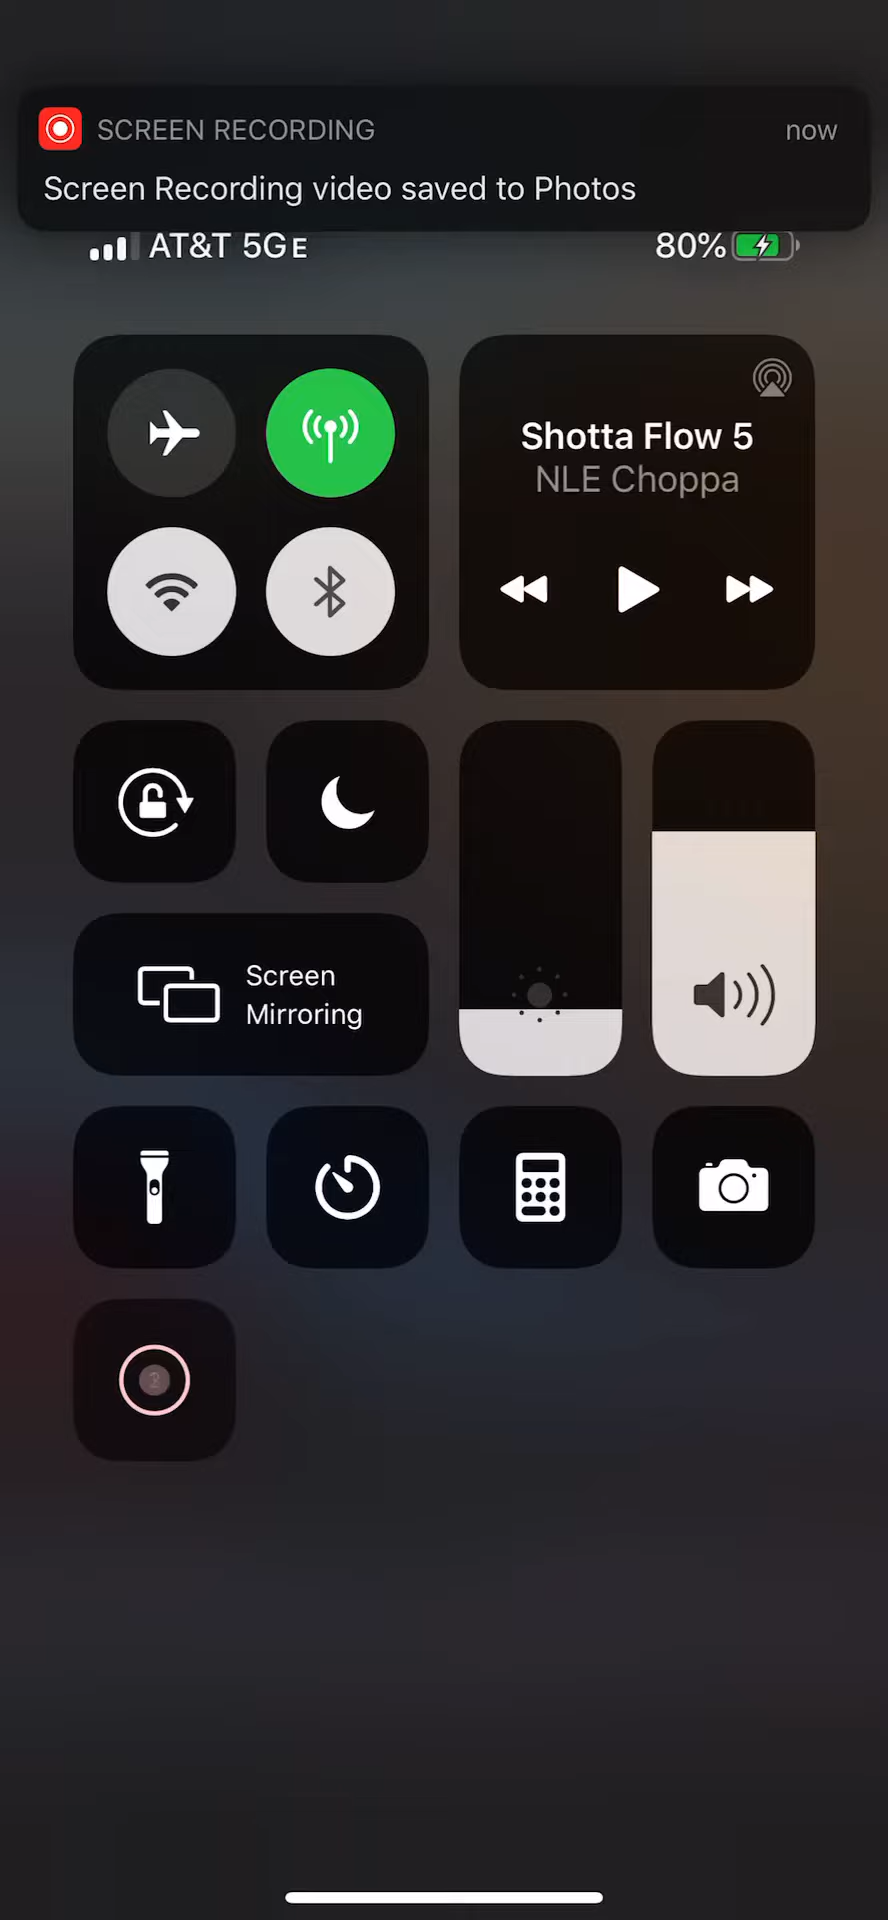 SCREEN RECORDING
now
Screen Recording video saved to Photos
AT&T 5GE
80%
Shotta Flow 5
NLE Choppa
Screen
Mirroring